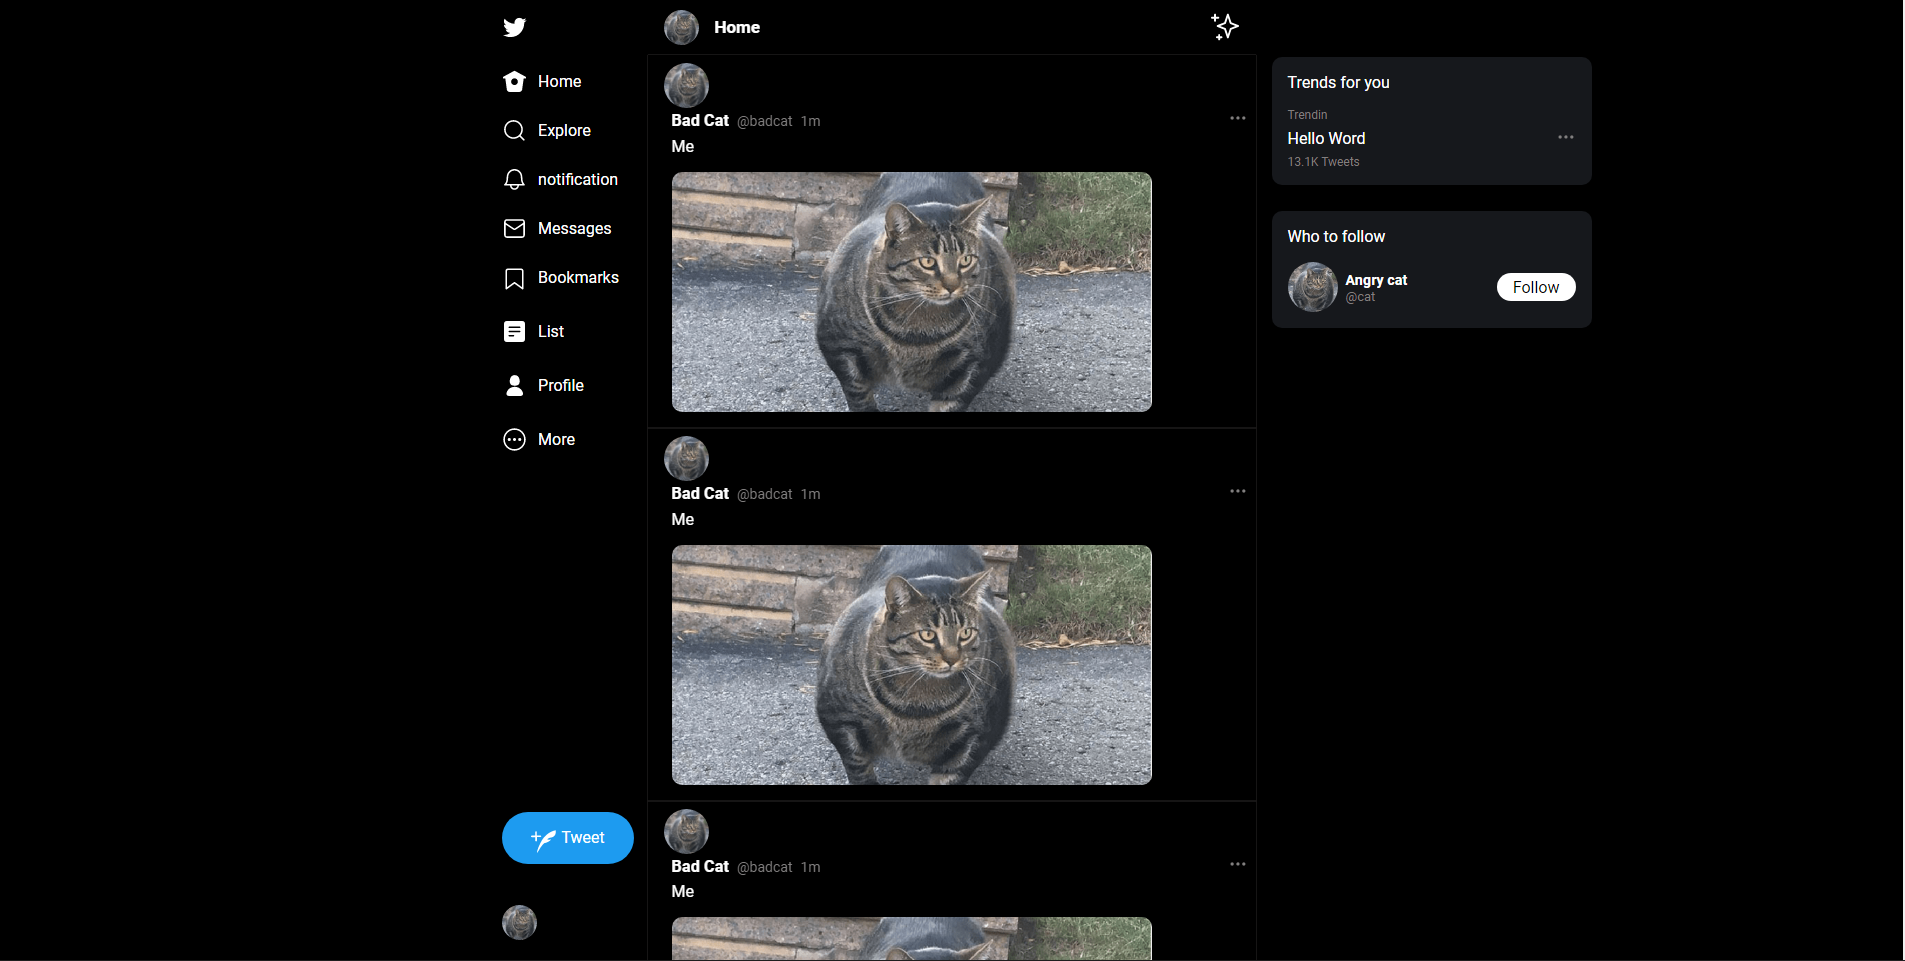 Home
Explore
notification
Messages
Bookmarks
List
Profile
More
Tweet
Home
Bad Cat @badcat 1m
Me
Bad Cat @badcat 1m
Me
Bad Cat @badcat 1m
Me
Trends for you
Trendin
Hello Word
13.1K Tweets
Who to follow
Angry cat
@cat
Follow